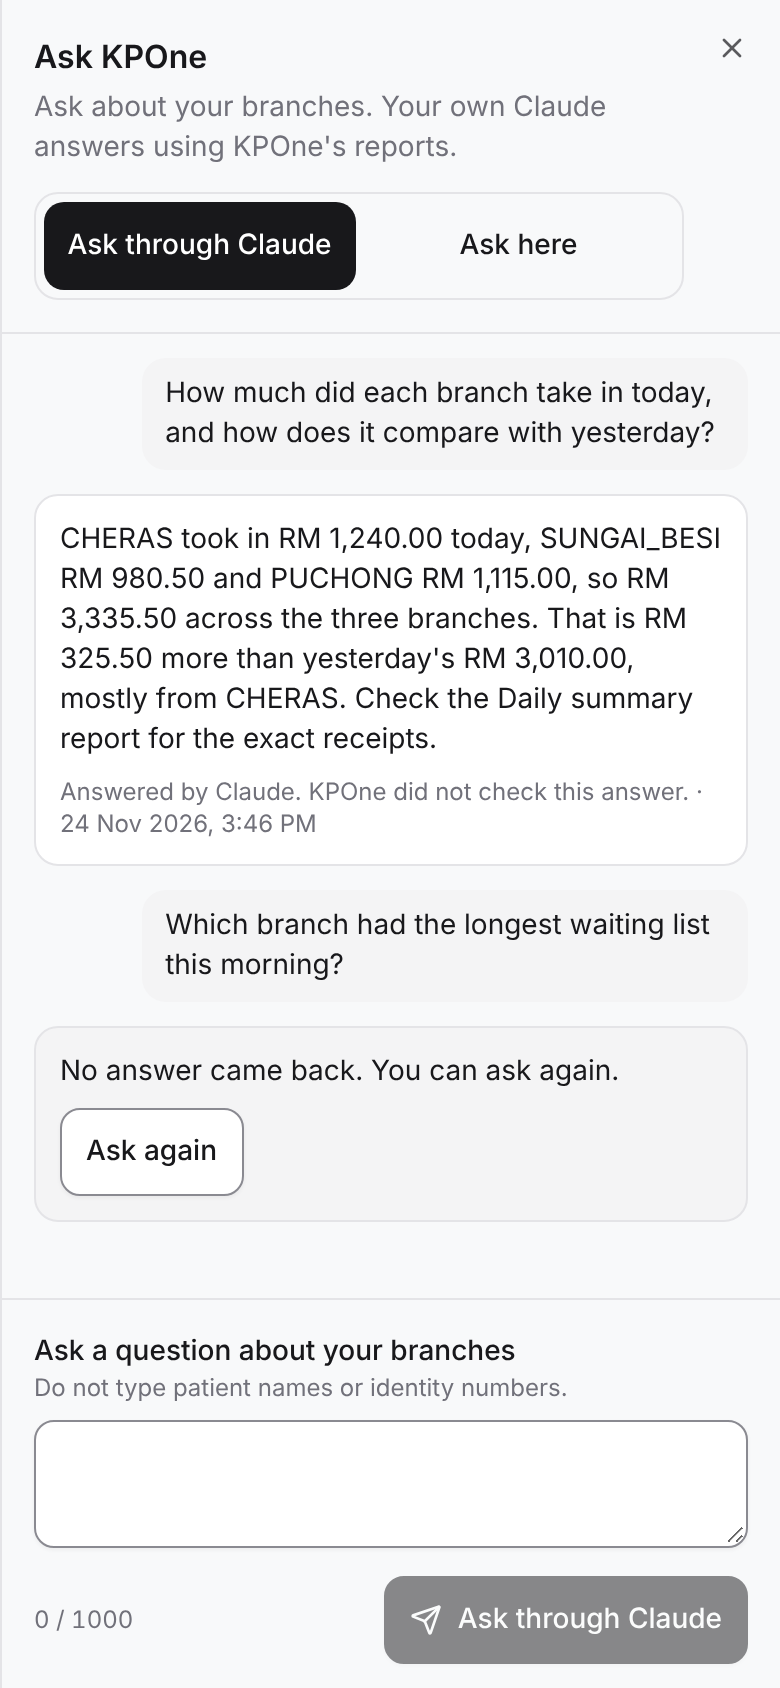 Ask KPOne
Ask about your branches. Your own Claude
answers using KPOne's reports.
Ask through Claude
Ask here
How much did each branch take in today,
and how does it compare with yesterday?
CHERAS took in RM 1,240.00 today, SUNGAI_BESI
RM 980.50 and PUCHONG RM 1,115.00, so RM
3,335.50 across the three branches. That is RM
325.50 more than yesterday's RM 3,010.00,
mostly from CHERAS. Check the Daily summary
report for the exact receipts.
Answered by Claude. KPOne did not check this answer. ·
24 Nov 2026, 3:46 PM
Which branch had the longest waiting list
this morning?
No answer came back. You can ask again.
Ask again
Ask a question about your branches
Do not type patient names or identity numbers.
0 / 1000
Ask through Claude